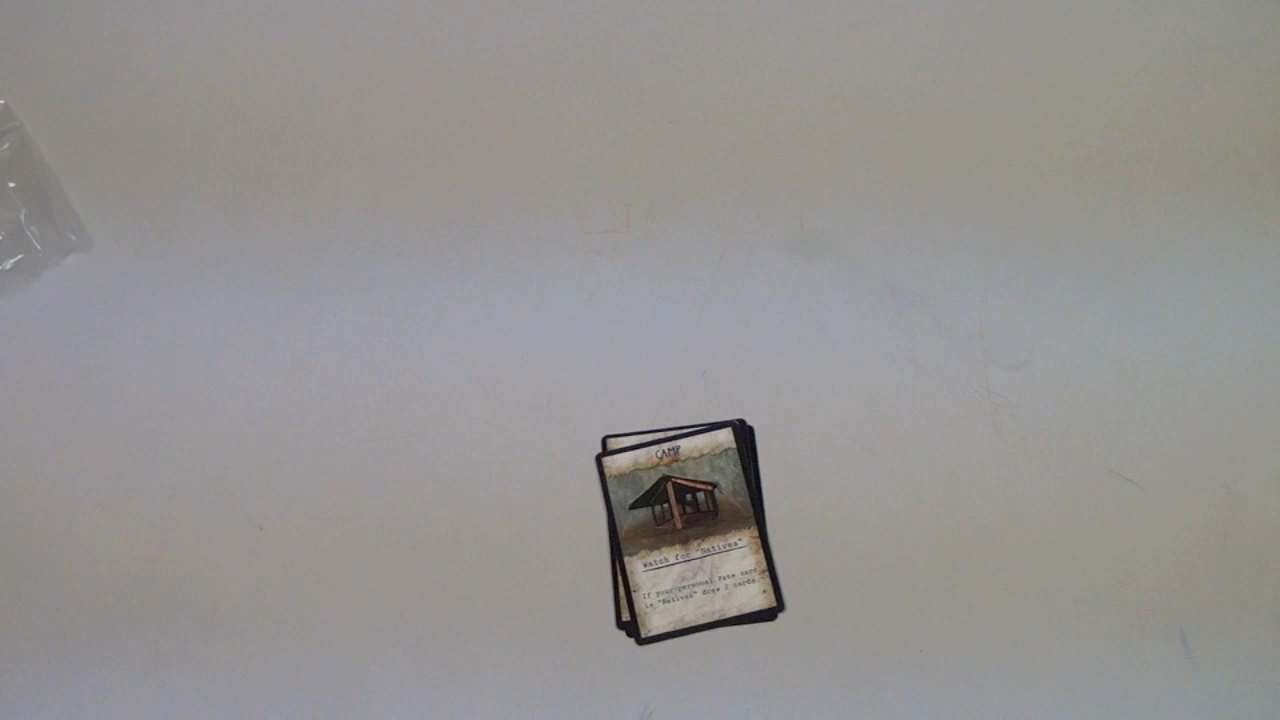 CAMP
Watch for "Natives"
If your personal Fate card
is "Natives" draw 2 cards.